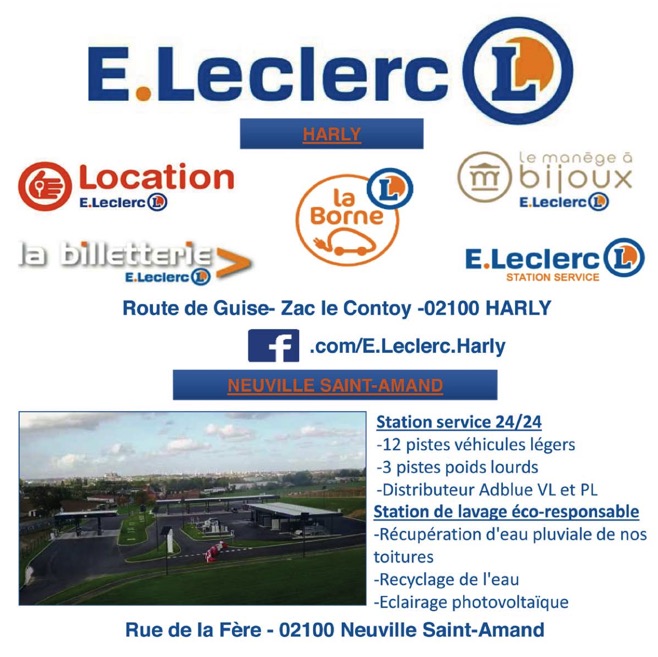 E.Leclerc L
HARLY
Location
E.Leclerc L
la
Borne
L
le manège à
bijoux
E.Leclerc L
la billetterie >
E.Leclerc L
E.Leclerc L
STATION SERVICE
Route de Guise- Zac le Contoy -02100 HARLY
f .com/E.Leclerc.Harly
NEUVILLE SAINT-AMAND
Station service 24/24
-12 pistes véhicules légers
-3 pistes poids lourds
-Distributeur Adblue VL et PL
Station de lavage éco-responsable
-Récupération d'eau pluviale de nos
toitures
-Recyclage de l'eau
-Eclairage photovoltaïque
Rue de la Fère - 02100 Neuville Saint-Amand